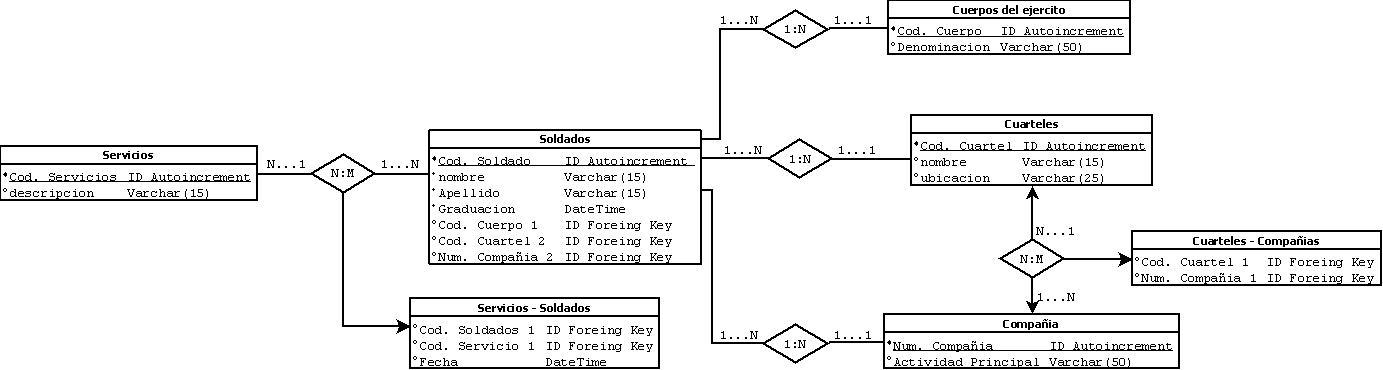 Cuerpos del ejercito
Cod. Cuerpo ID Autoincrement
Denominacion Varchar(50)
1...N
1:N
1...1
Servicios
Cod. Servicios ID Autoincrement
descripcion Varchar(15)
N...1
N:M
1...N
Soldados
Cod. Soldado ID Autoincrement
nombre Varchar(15)
Apellido Varchar(15)
Graduacion DateTime
Cod. Cuerpo 1 ID Foreing Key
Cod. Cuartel 2 ID Foreing Key
Num. Compañia 2 ID Foreing Key
1...N
1:N
1...1
Cuarteles
Cod. Cuartel ID Autoincrement
nombre Varchar(15)
ubicacion Varchar(25)
N...1
N:M
1...N
Cuarteles - Compañias
Cod. Cuartel 1 ID Foreing Key
Num. Compañia 1 ID Foreing Key
Servicios - Soldados
Cod. Soldados 1 ID Foreing Key
Cod. Servicio 1 ID Foreing Key
Fecha DateTime
1...N
1:N
1...1
Compañia
Num. Compañia ID Autoincrement
Actividad Principal Varchar(50)